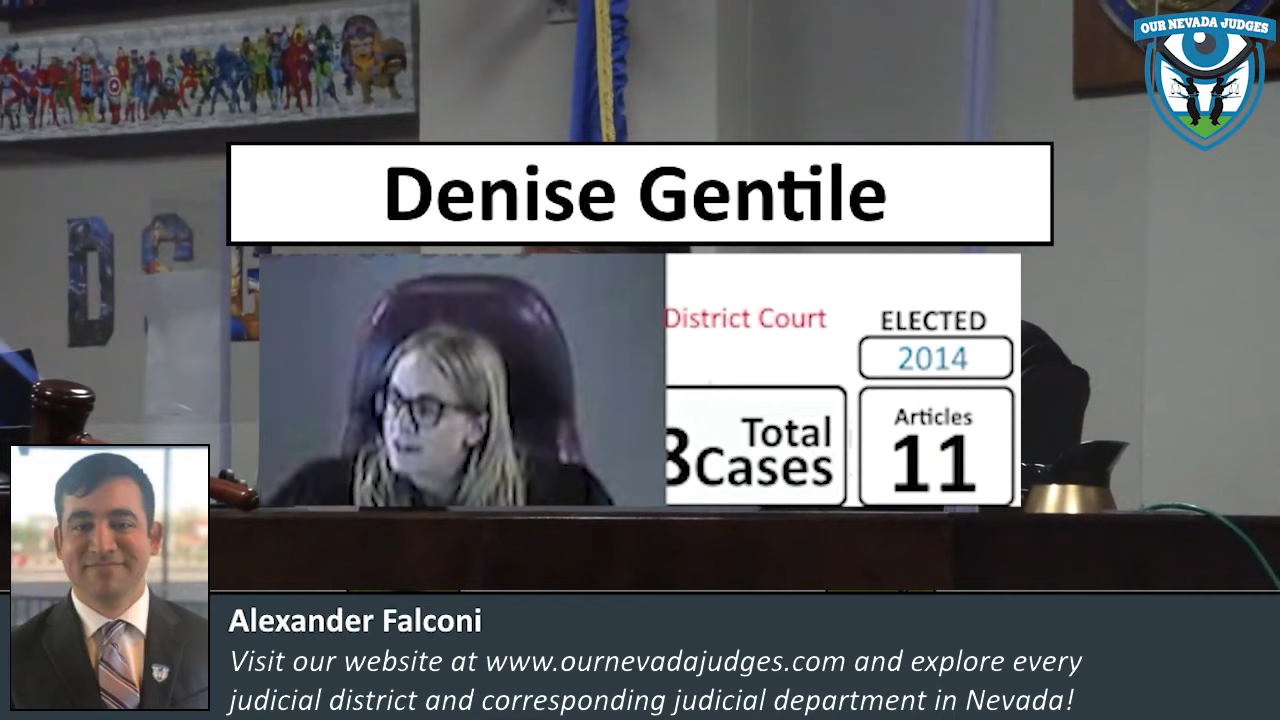 OUR NEVADA JUDGES
Denise Gentile
District Court
ELECTED
2014
Total
Cases
Articles
11
Alexander Falconi
Visit our website at www.ournevadajudges.com and explore every
judicial district and corresponding judicial department in Nevada!